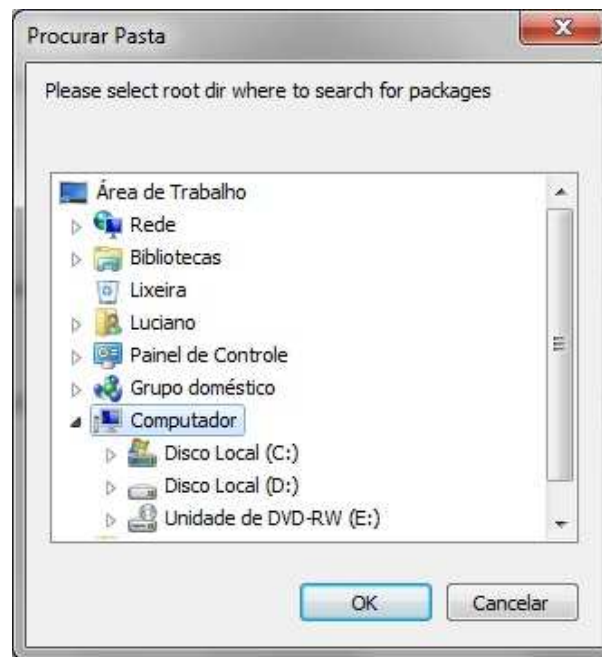 Procurar Pasta
Please select root dir where to search for packages
Área de Trabalho
Rede
Bibliotecas
Lixeira
Luciano
Painel de Controle
Grupo doméstico
Computador
Disco Local (C:)
Disco Local (D:)
Unidade de DVD-RW (E:)
OK
Cancelar